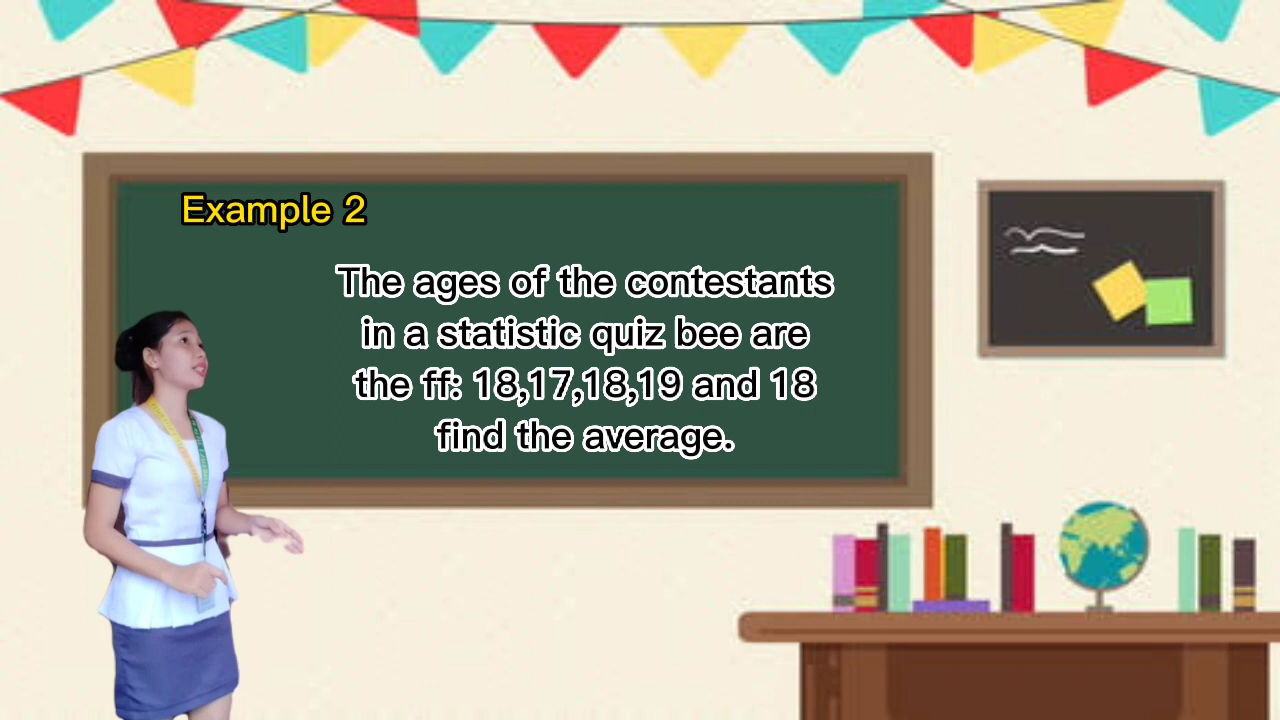 Example 2
The ages of the contestants
in a statistic quiz bee are
the ff: 18,17,18,19 and 18
find the average.